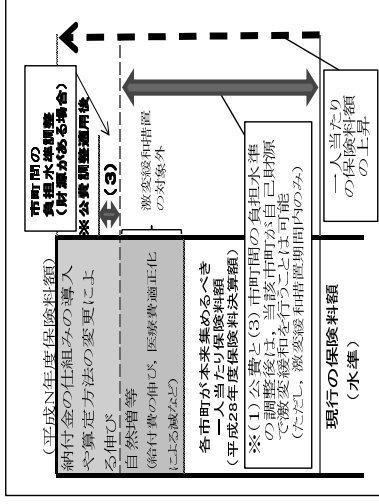 (平成N年度保険料額)
納付金の仕組みの導入
や算定方法の変更によ
る伸び
自然増等
(給付費の伸び，医療費適正化
による減など)
各市町が本来集めるべき
一人当たり保険料額
(平成28年度保険料決算額)
※(1)公費と(3)市町間の負担水準
の調整後は，当該市町が自己財源
で激変緩和を行うことは可能
(ただし，激変緩和措置期間内のみ)
現行の保険料額
(水準)
市町間の
負担水準調整
(財源がある場合)
※公費調整適用後
(3)
激変緩和措置
の対象外
一人当たり
の保険料額
の上昇